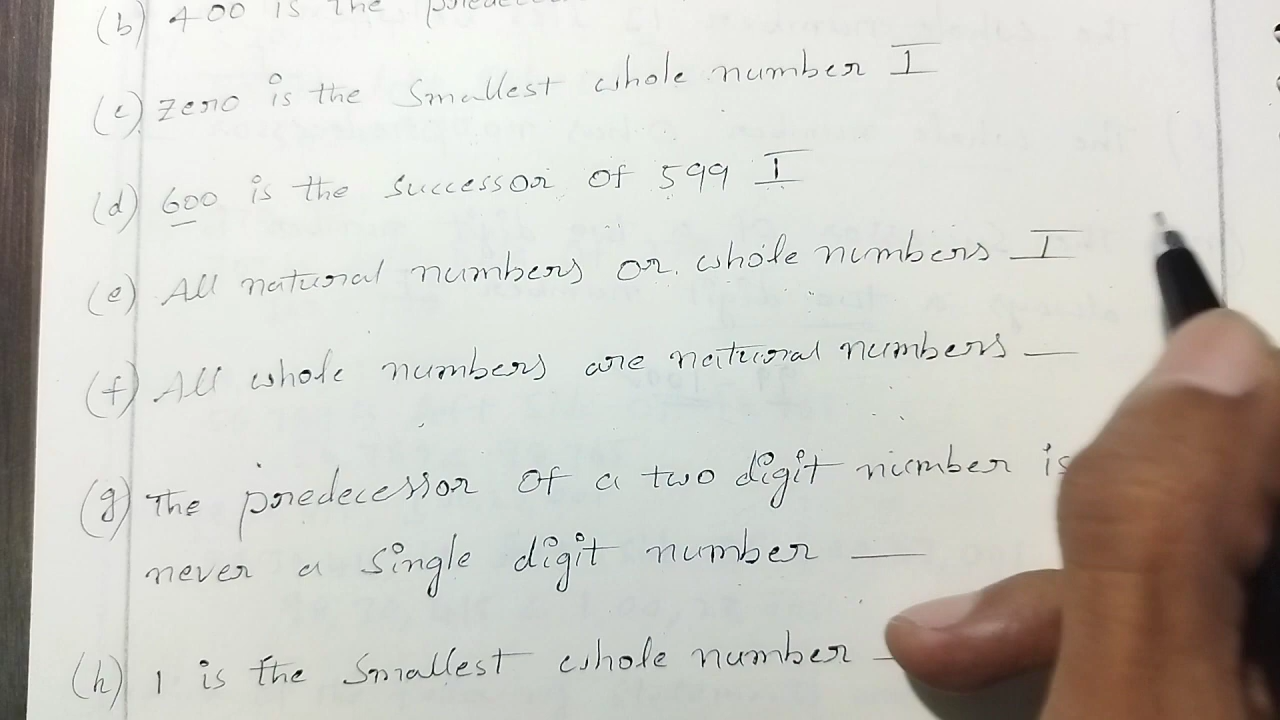 (b) 400 is the
(c) zero is the smallest whole number T
(d) 600 is the successor of 599 T
(e) All natural numbers or whole numbers T
(f) All whole numbers are natural numbers —
(g) The predecessor of a two digit number is
never a single digit number —
(h) 1 is the smallest whole number —